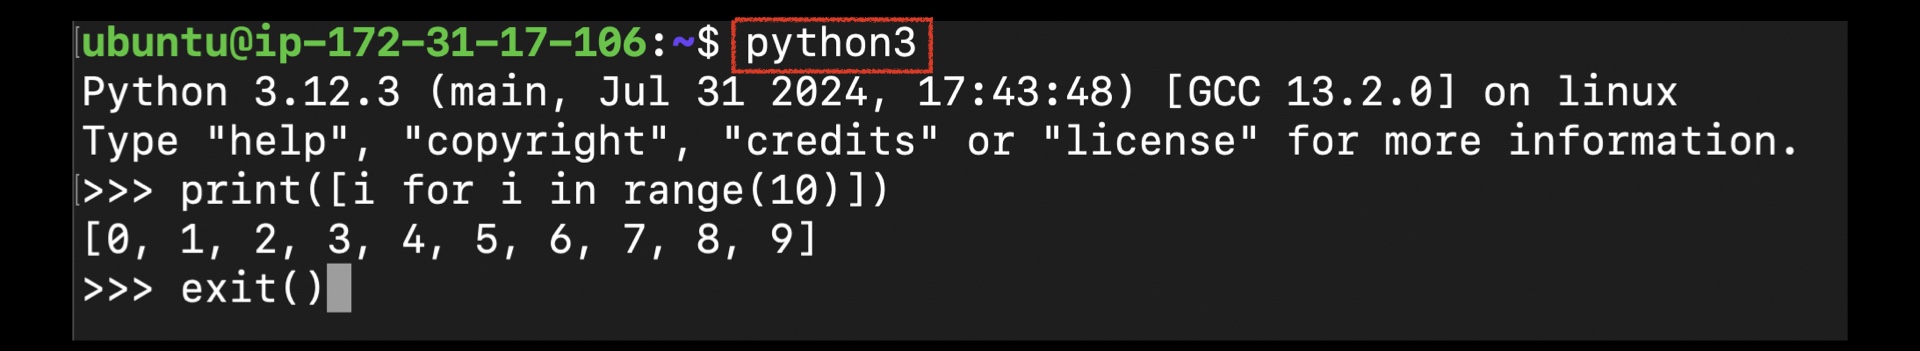 ubuntu@ip-172-31-17-106:~$ python3
Python 3.12.3 (main, Jul 31 2024, 17:43:48) [GCC 13.2.0] on linux
Type "help", "copyright", "credits" or "license" for more information.
>>> print([i for i in range(10)])
[0, 1, 2, 3, 4, 5, 6, 7, 8, 9]
>>> exit()